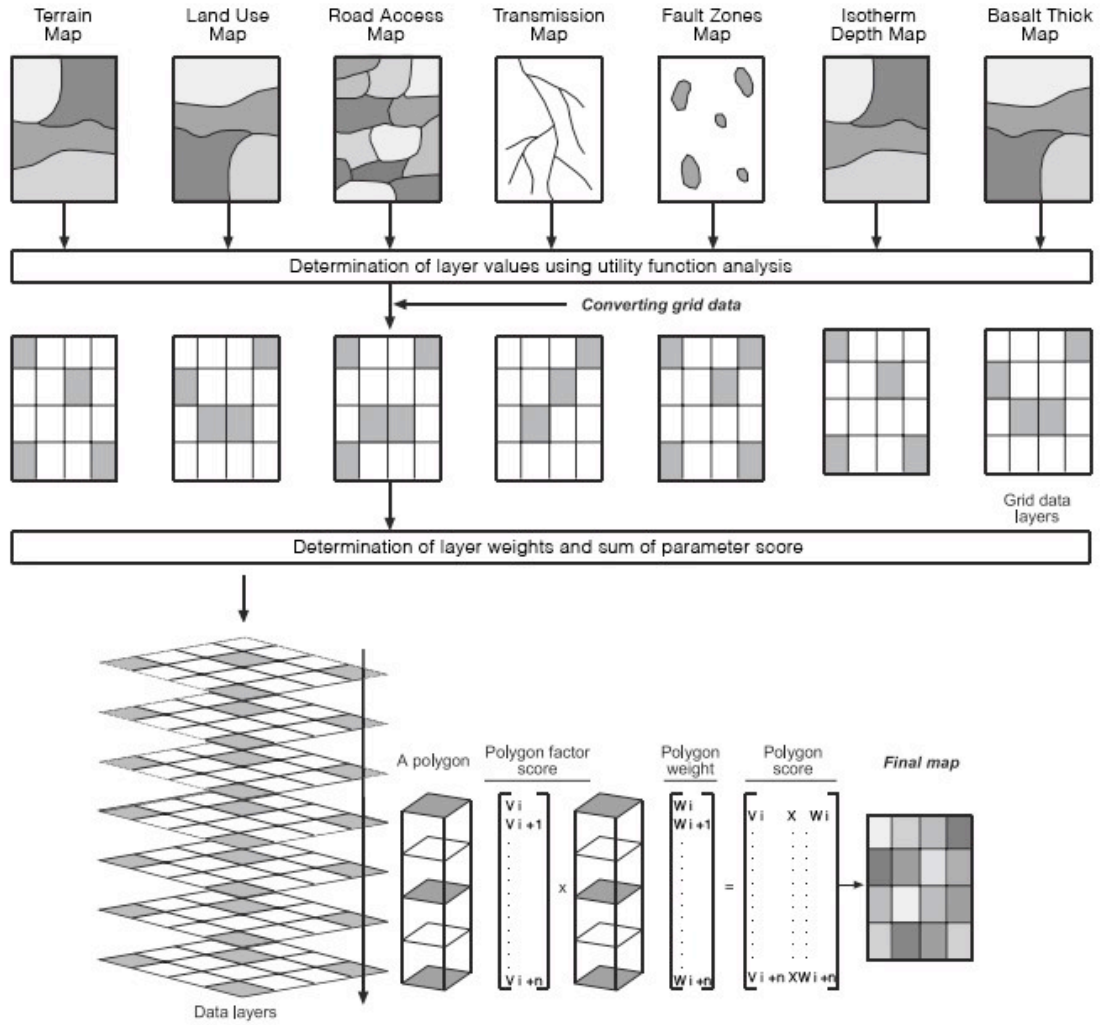 Terrain
Map
Land Use
Map
Road Access
Map
Transmission
Map
Fault Zones
Map
Isotherm
Depth Map
Basalt Thick
Map
Determination of layer values using utility function analysis
Converting grid data
Grid data
layers
Determination of layer weights and sum of parameter score
A polygon
Polygon factor
score
Polygon
weight
Polygon
score
Final map
Vi
Vi+1
Vi+n
x
Wi
Wi+1
Wi+n
=
Vi X Wi
Vi+n XWi+n
Data layers